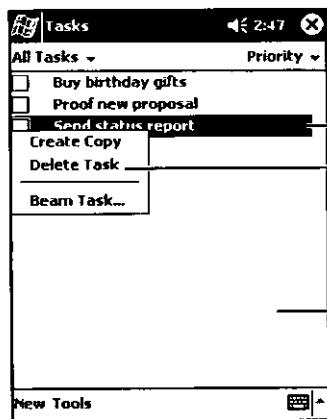 Tasks 2:47
All Tasks Priority
Buy birthday gifts
Proof new proposal
Send status report
Create Copy
Delete Task
Beam Task...
New Tools